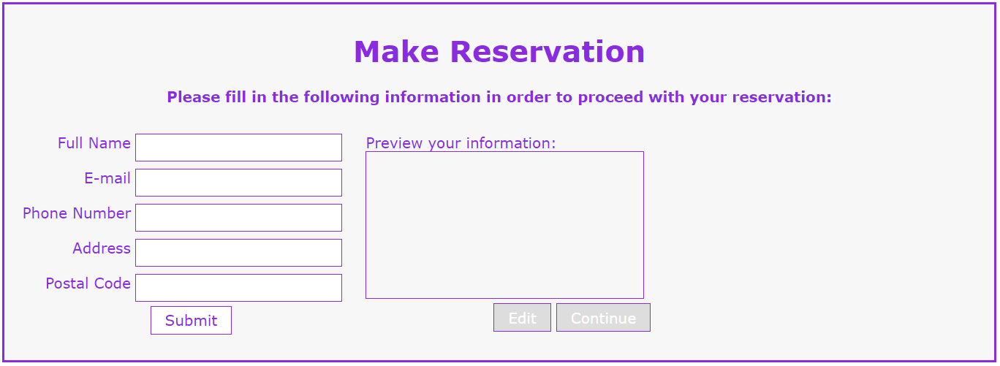 Make Reservation
Please fill in the following information in order to proceed with your reservation:
Full Name
E-mail
Phone Number
Address
Postal Code
Submit
Preview your information:
Edit
Continue